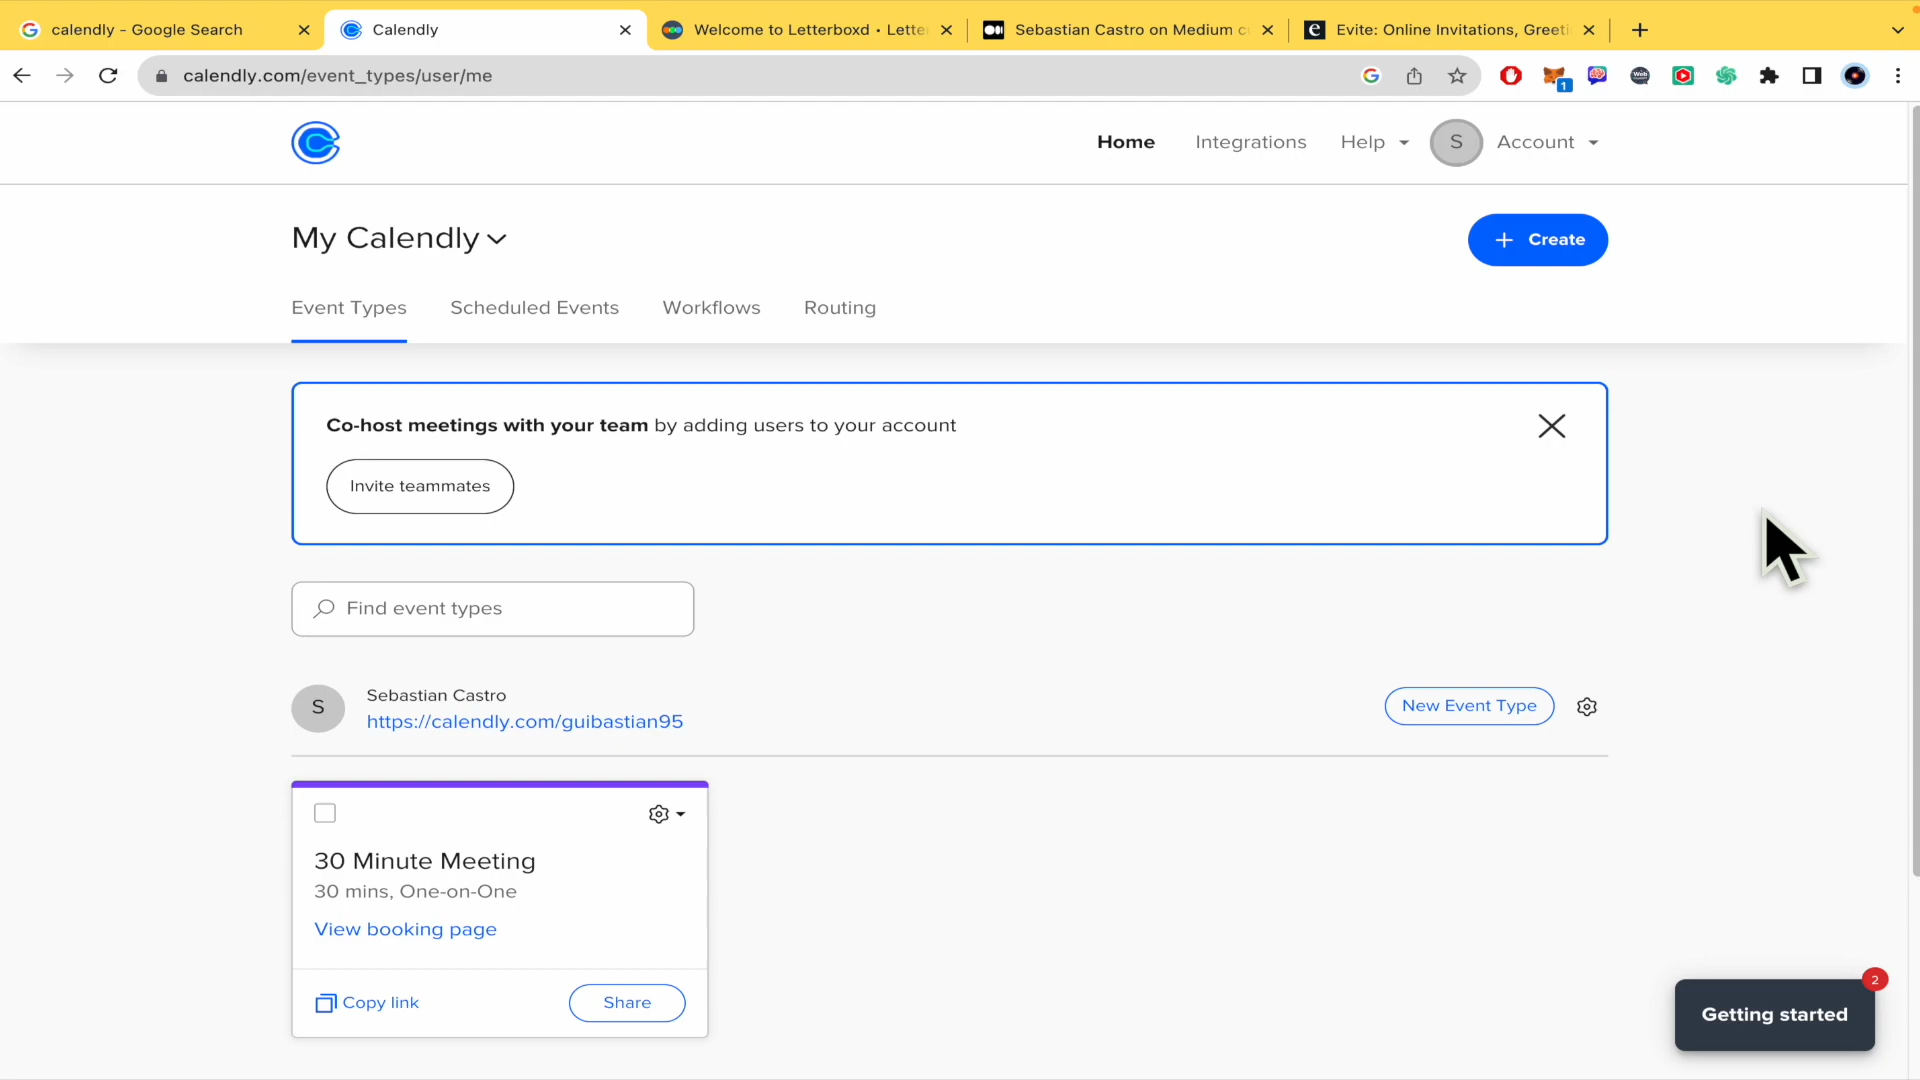 calendly - Google Search
Calendly
Welcome to Letterboxd • Lette
Sebastian Castro on Medium c
Evite: Online Invitations, Greeti
calendly.com/event_types/user/me
1
Home
Integrations
Help
S
Account
My Calendly
+ Create
Event Types
Scheduled Events
Workflows
Routing
Co-host meetings with your team by adding users to your account
Invite teammates
Find event types
S
Sebastian Castro
https://calendly.com/guibastian95
New Event Type
30 Minute Meeting
30 mins, One-on-One
View booking page
Copy link
Share
2
Getting started